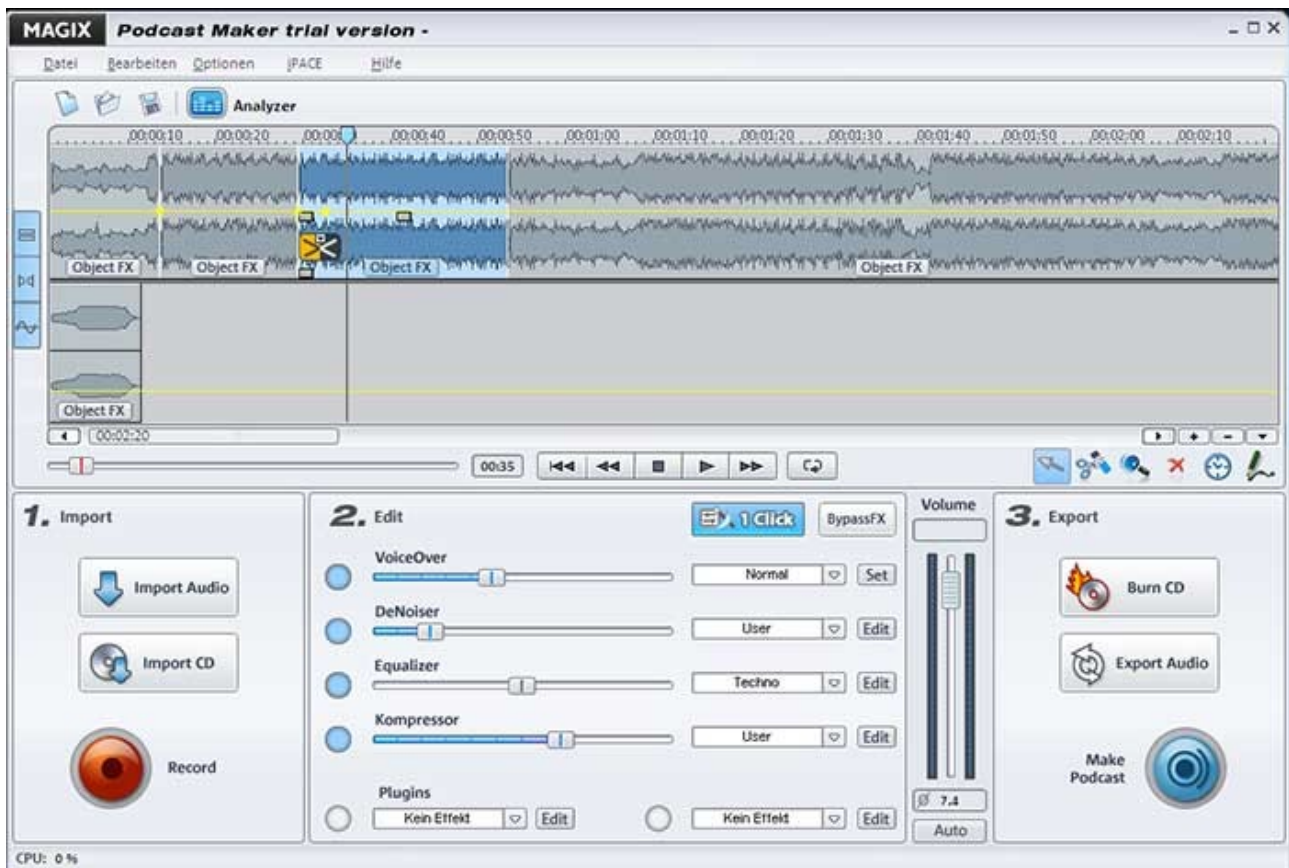 MAGIX Podcast Maker trial version -
Datei Bearbeiten Optionen iPACE Hilfe
Analyzer
00:00:10 00:00:20 00:00: 00:00:40 00:00:50 00:01:00 00:01:10 00:01:20 00:01:30 00:01:40 00:01:50 00:02:00 00:02:10
Object FX Object FX Object FX Object FX
Object FX
00:02:20
00:35
1. Import
Import Audio
Import CD
Record
2. Edit
1 Click
BypassFX
VoiceOver
Normal Set
DeNoiser
User Edit
Equalizer
Techno Edit
Kompressor
User Edit
Plugins
Kein Effekt Edit Kein Effekt Edit
Volume
7.4
Auto
3. Export
Burn CD
Export Audio
Make
Podcast
CPU: 0 %